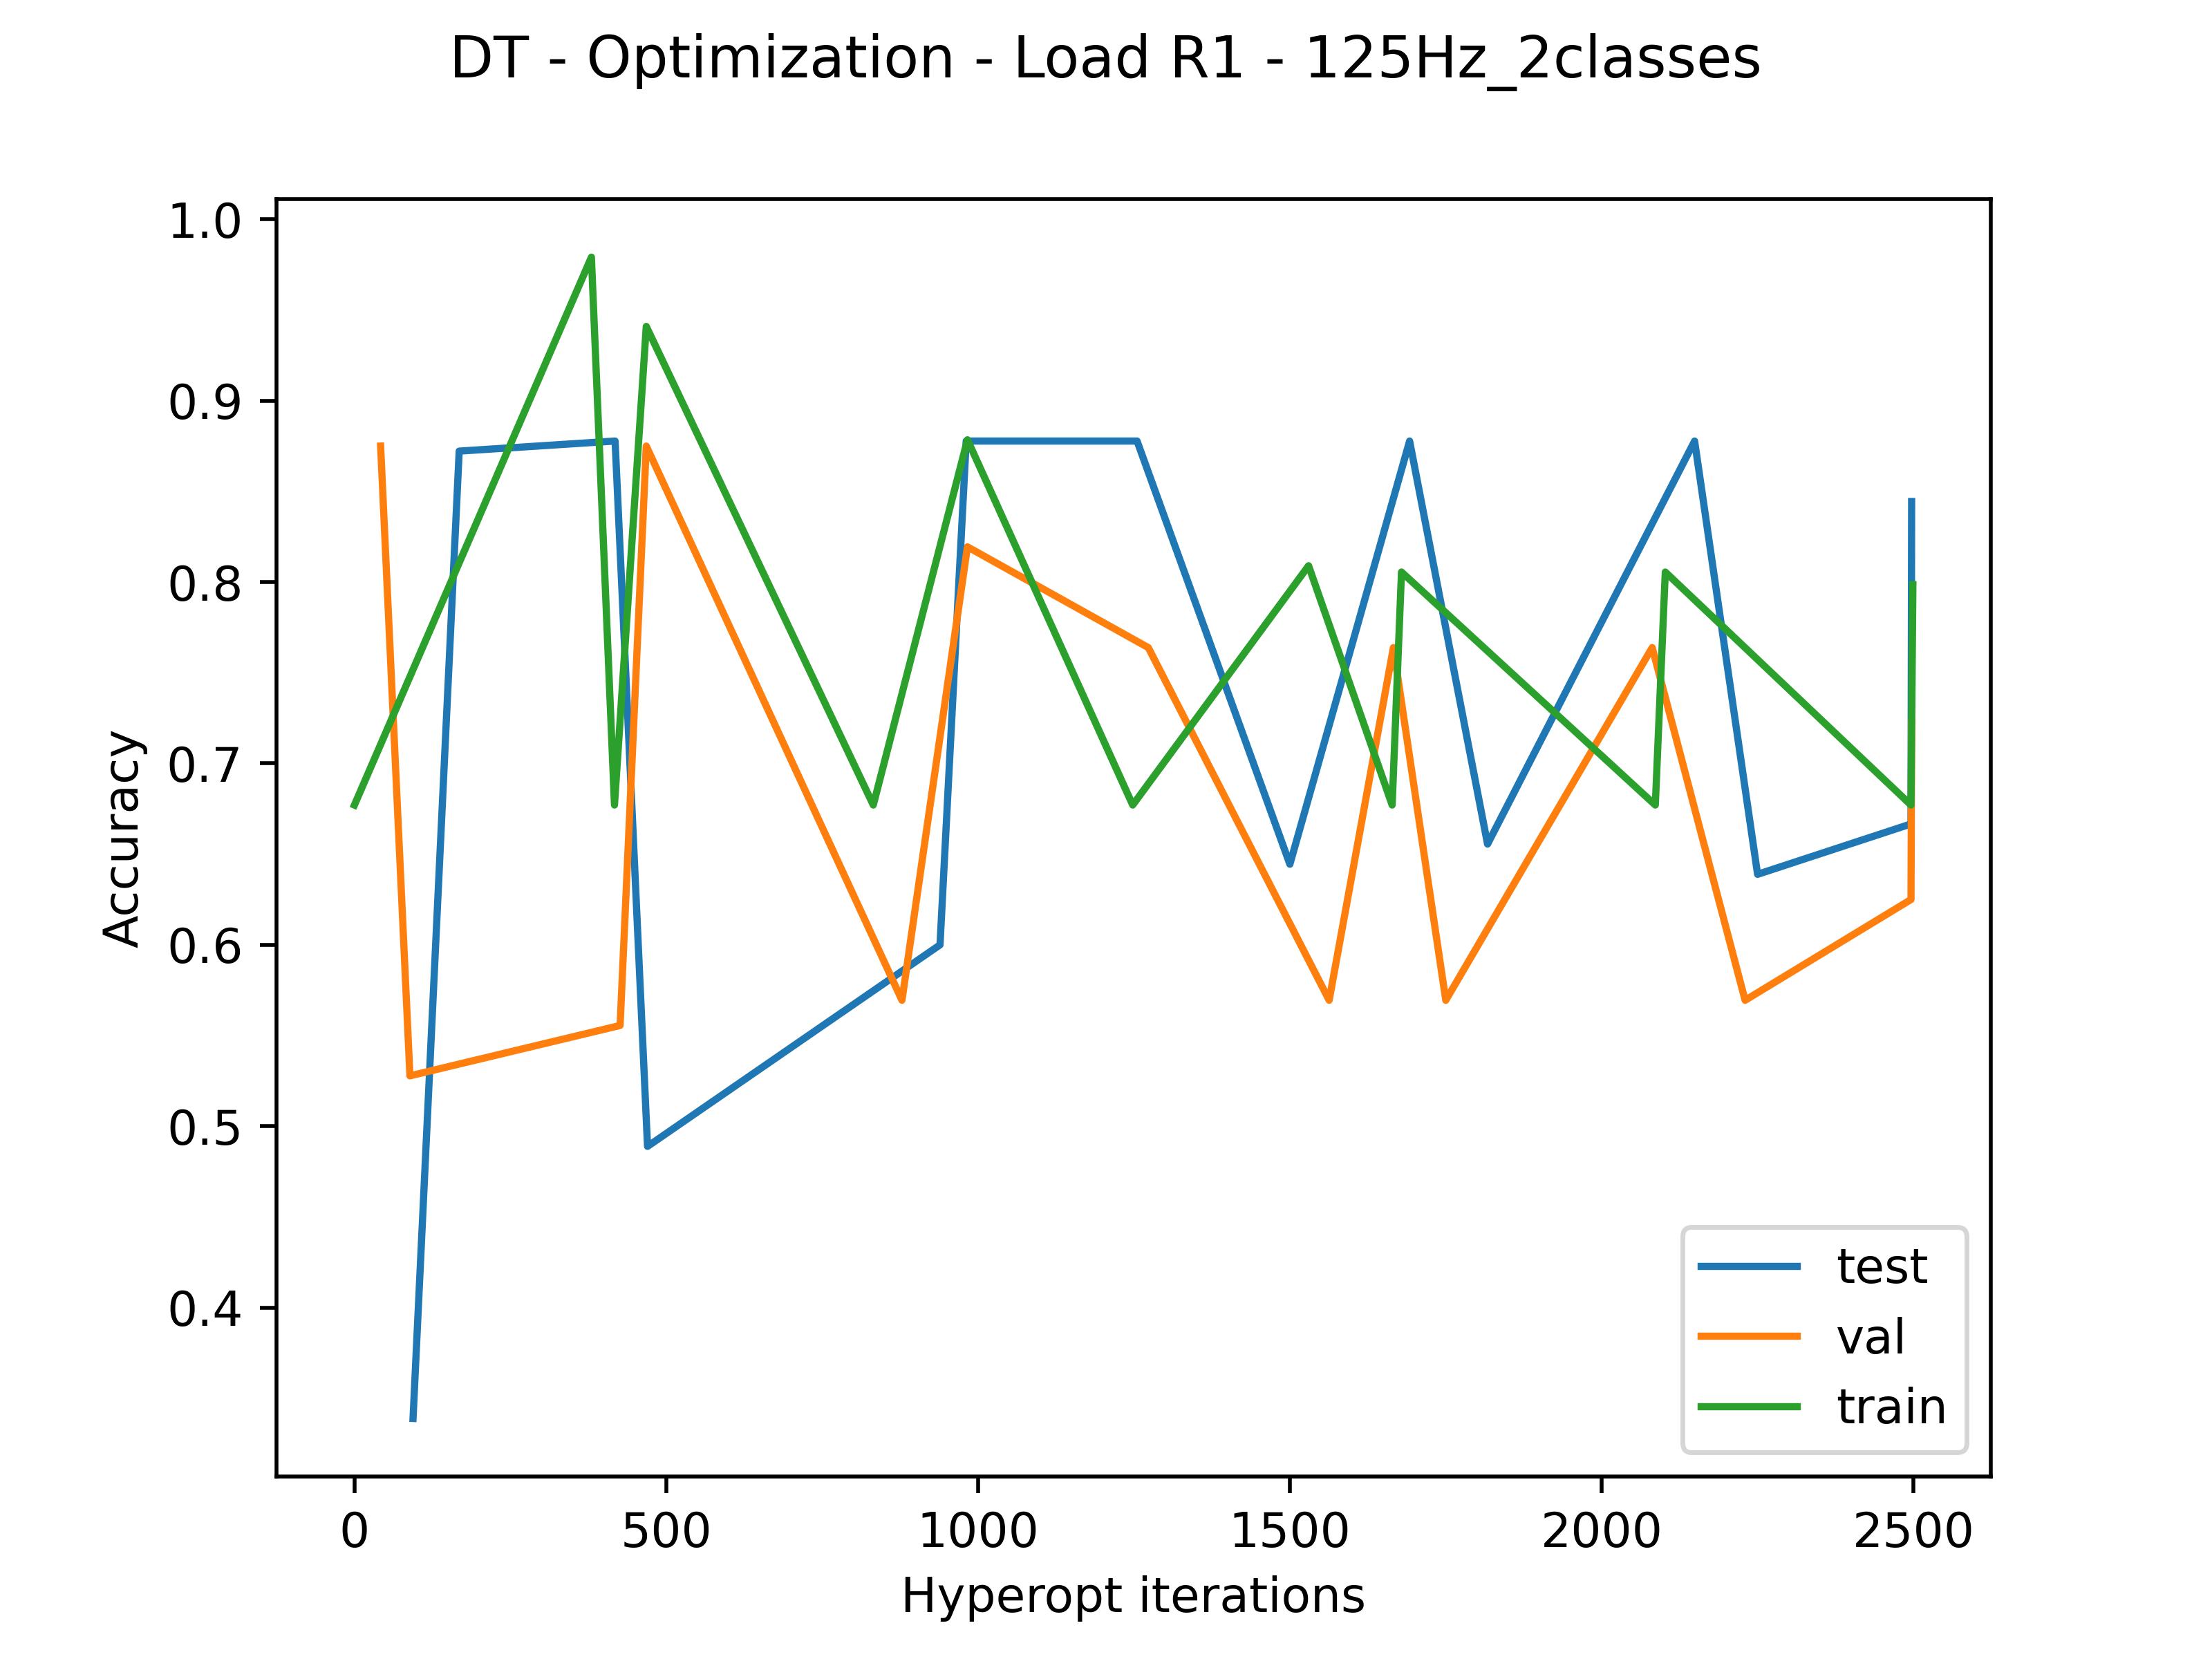 DT - Optimization - Load R1 - 125Hz_2classes
1.0
0.9
0.8
0.7
0.6
0.5
0.4
Accuracy
0 500 1000 1500 2000 2500
Hyperopt iterations
test
val
train